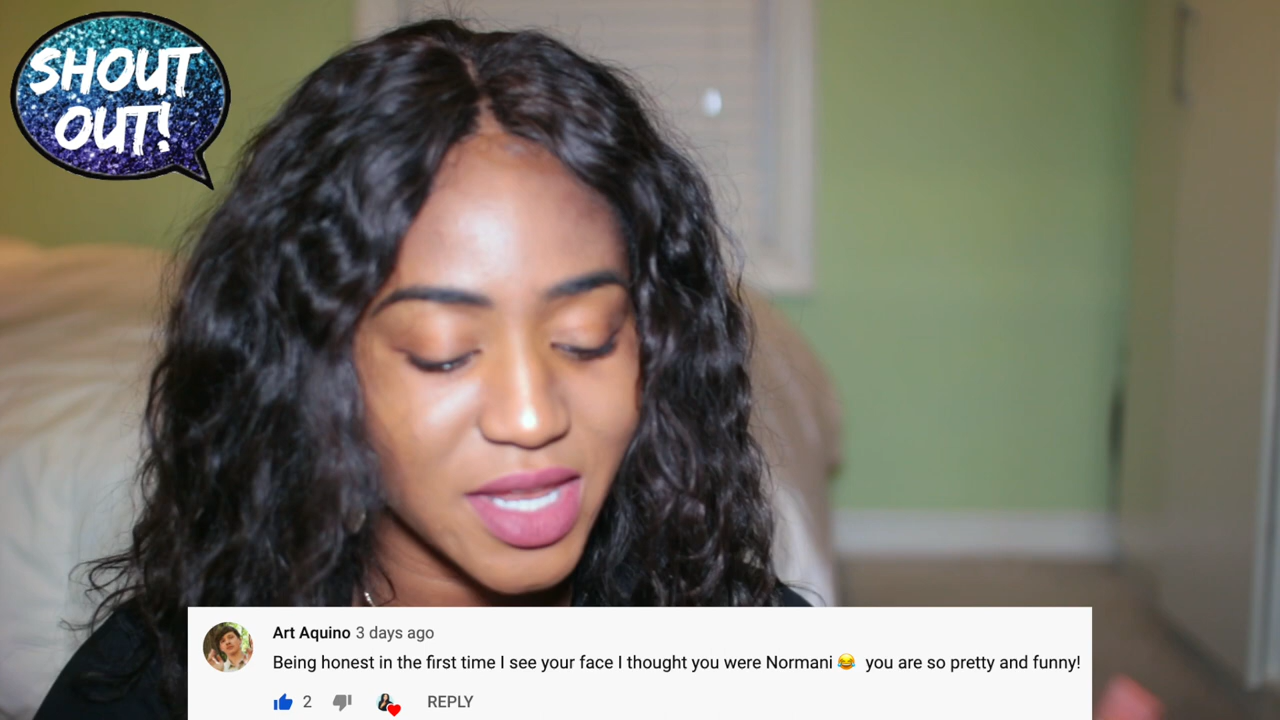 SHOUT
OUT!
Art Aquino 3 days ago
Being honest in the first time I see your face I thought you were Normani 😂 you are so pretty and funny!
2 REPLY